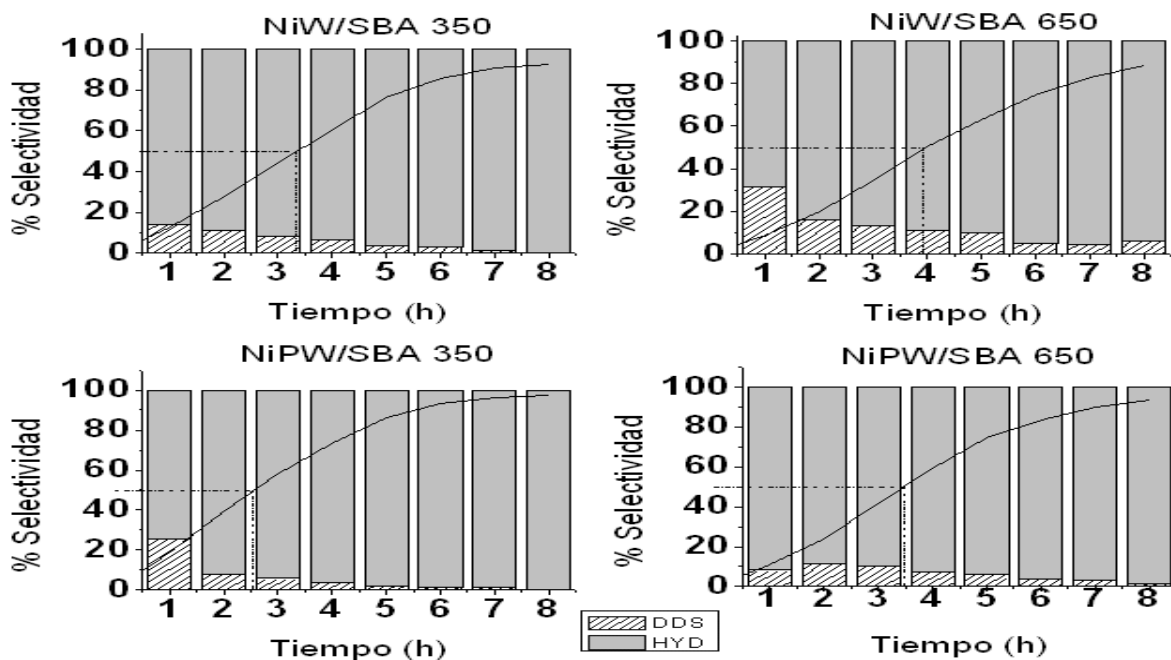 NiW/SBA 350
100
80
60
40
20
0
% Selectividad
1 2 3 4 5 6 7 8
Tiempo (h)
NiW/SBA 650
100
80
60
40
20
0
% Selectividad
1 2 3 4 5 6 7 8
Tiempo (h)
NiPW/SBA 350
100
80
60
40
20
0
% Selectividad
1 2 3 4 5 6 7 8
Tiempo (h)
NiPW/SBA 650
100
80
60
40
20
0
% Selectividad
1 2 3 4 5 6 7 8
Tiempo (h)
DDS
HYD